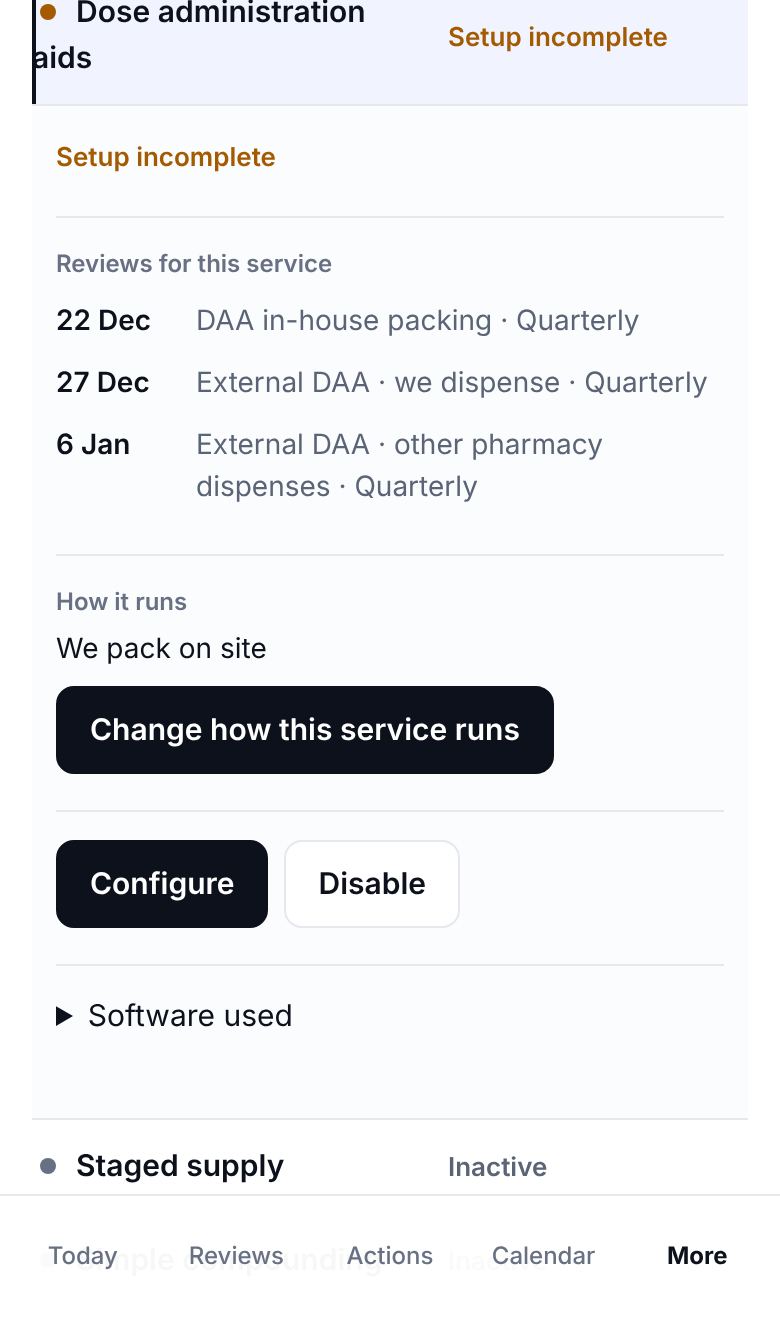 Dose administration
aids
Setup incomplete
Setup incomplete
Reviews for this service
22 Dec DAA in-house packing · Quarterly
27 Dec External DAA · we dispense · Quarterly
6 Jan External DAA · other pharmacy
dispenses · Quarterly
How it runs
We pack on site
Change how this service runs
Configure Disable
Software used
Staged supply Inactive
Today Reviews Actions Calendar More